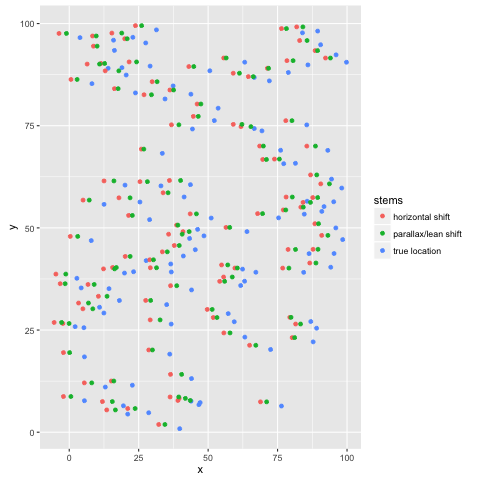 100
75
50
25
0
y
0 25 50 75 100
x
stems
horizontal shift
parallax/lean shift
true location